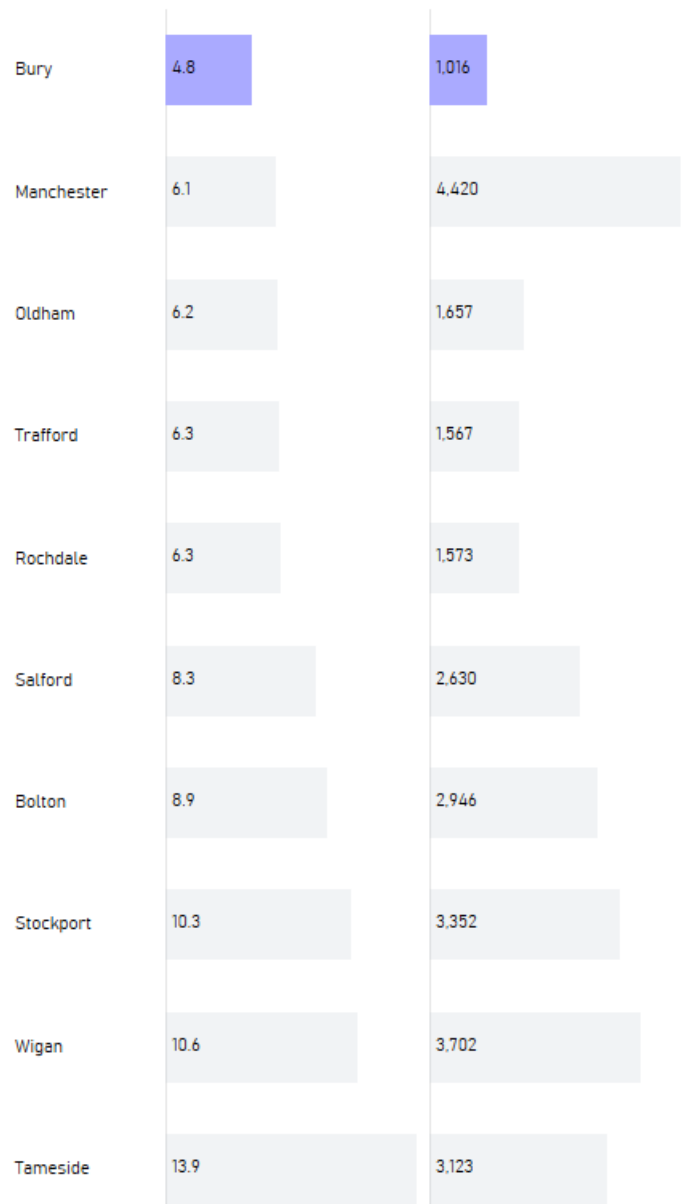 Bury 4.8 1,016
Manchester 6.1 4,420
Oldham 6.2 1,657
Trafford 6.3 1,567
Rochdale 6.3 1,573
Salford 8.3 2,630
Bolton 8.9 2,946
Stockport 10.3 3,352
Wigan 10.6 3,702
Tameside 13.9 3,123